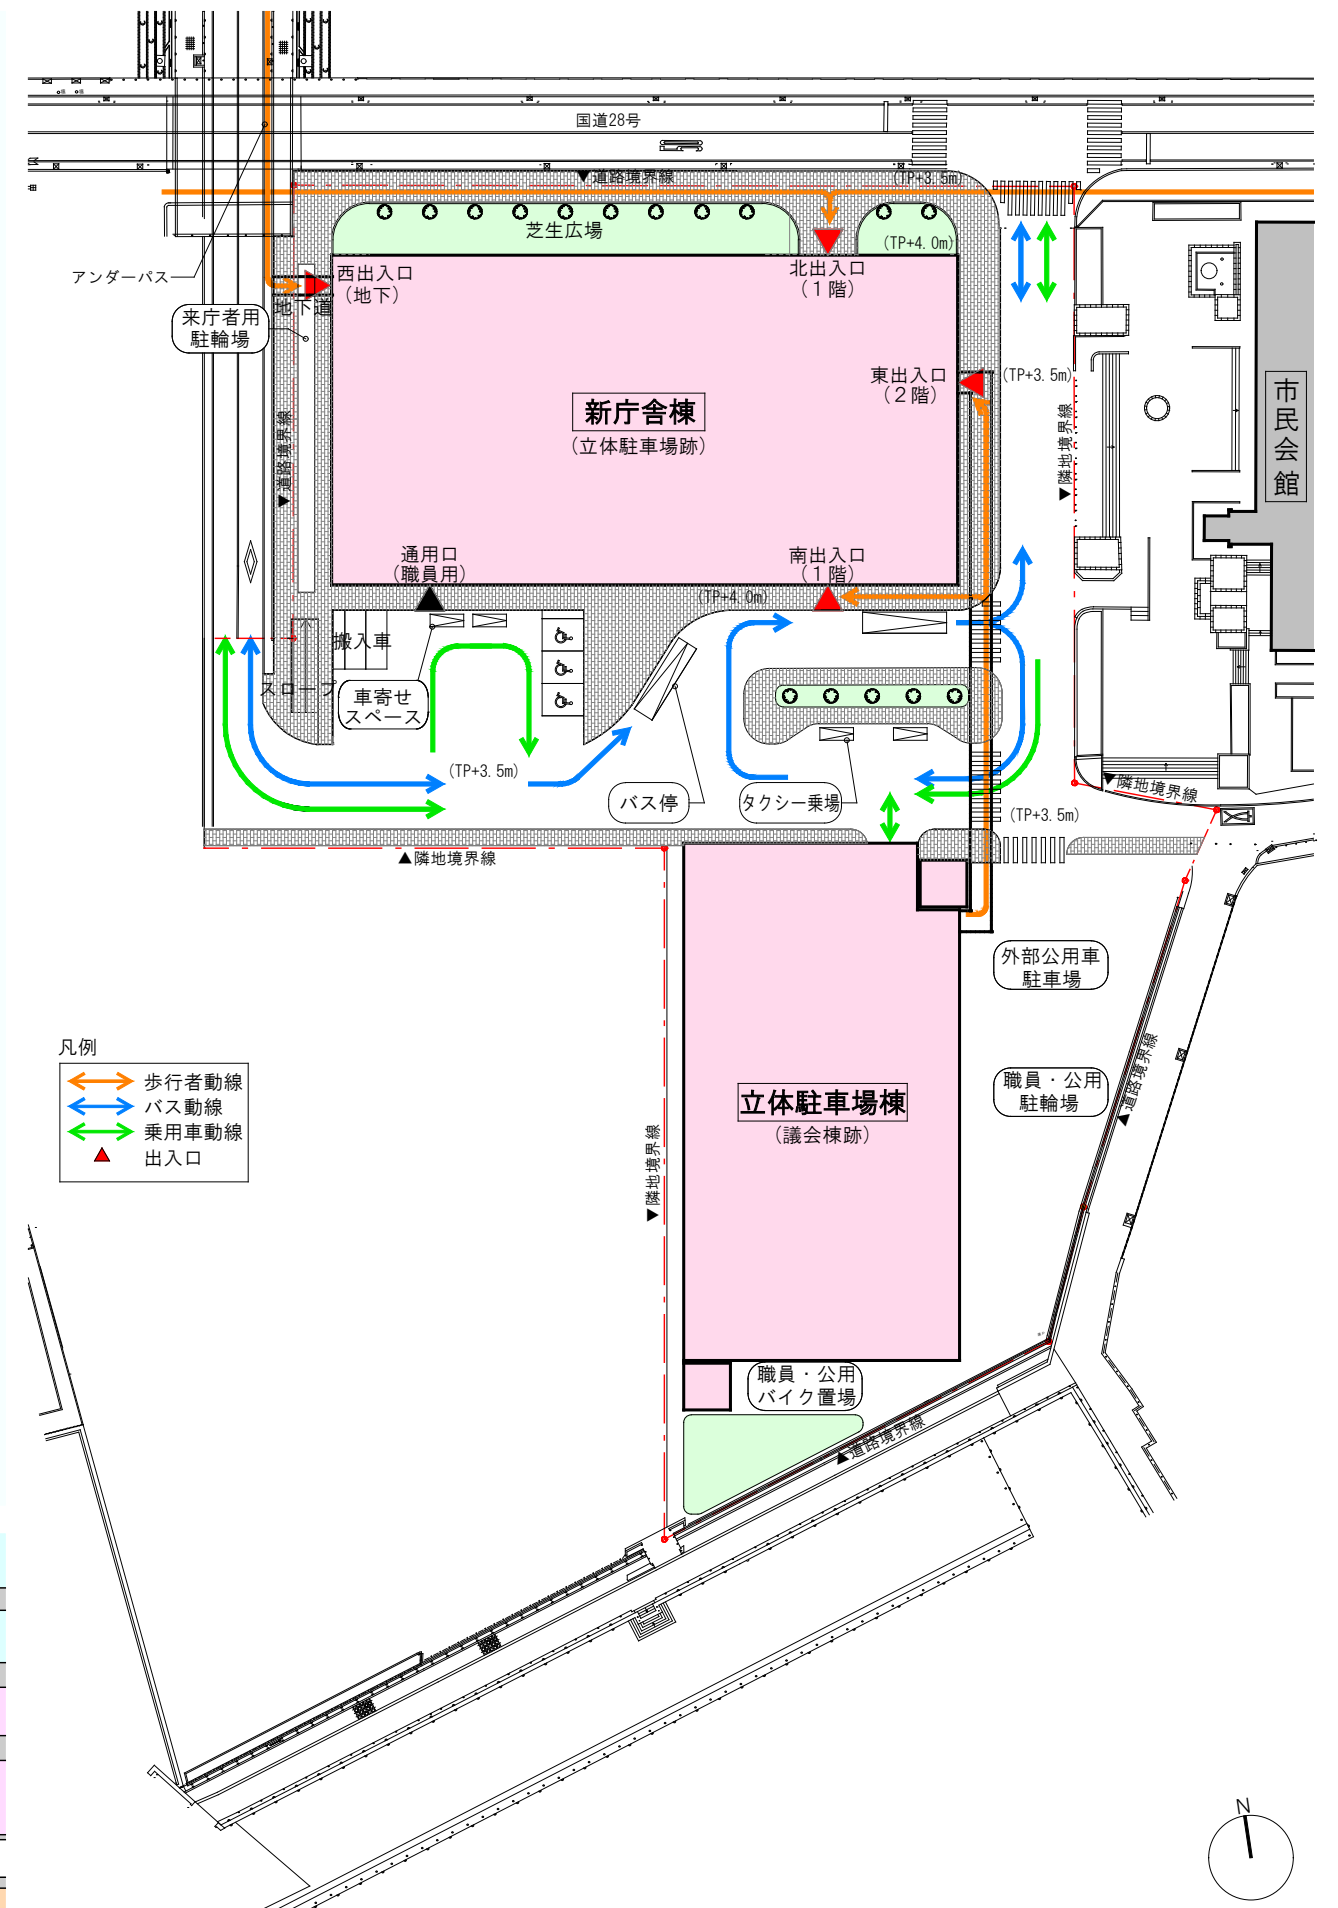 国道28号
▼道路境界線
(TP+3.5m)
芝生広場
(TP+4.0m)
アンダーパス
西出入口
(地下)
地下道
北出入口
(1階)
来庁者用
駐輪場
東出入口
(2階)
(TP+3.5m)
新庁舎棟
(立体駐車場跡)
市民会館
▼道路境界線
▼隣地境界線
通用口
(職員用)
南出入口
(1階)
(TP+4.0m)
搬入車
スロープ
車寄せ
スペース
(TP+3.5m)
バス停
タクシー乗場
▼隣地境界線
(TP+3.5m)
▲隣地境界線
外部公用車
駐車場
凡例
歩行者動線
バス動線
乗用車動線
出入口
職員・公用
駐輪場
▲道路境界線
立体駐車場棟
(議会棟跡)
▼隣地境界線
職員・公用
バイク置場
▲道路境界線
N